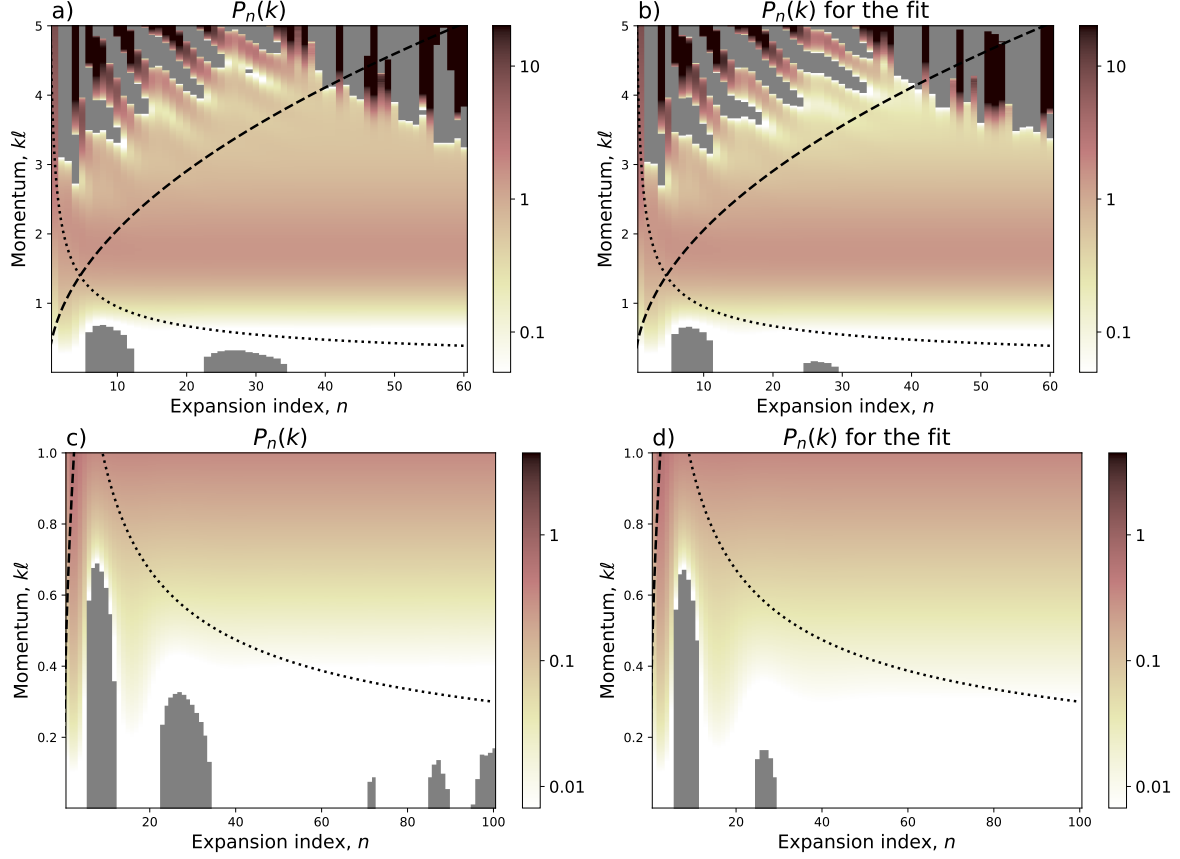 a) Pₙ(k)
5
4
3
2
1
Momentum, kℓ
10 20 30 40 50 60
Expansion index, n
10
1
0.1
b) Pₙ(k) for the fit
5
4
3
2
1
Momentum, kℓ
10 20 30 40 50 60
Expansion index, n
10
1
0.1
c) Pₙ(k)
1.0
0.8
0.6
0.4
0.2
Momentum, kℓ
20 40 60 80 100
Expansion index, n
1
0.1
0.01
d) Pₙ(k) for the fit
1.0
0.8
0.6
0.4
0.2
Momentum, kℓ
20 40 60 80 100
Expansion index, n
1
0.1
0.01